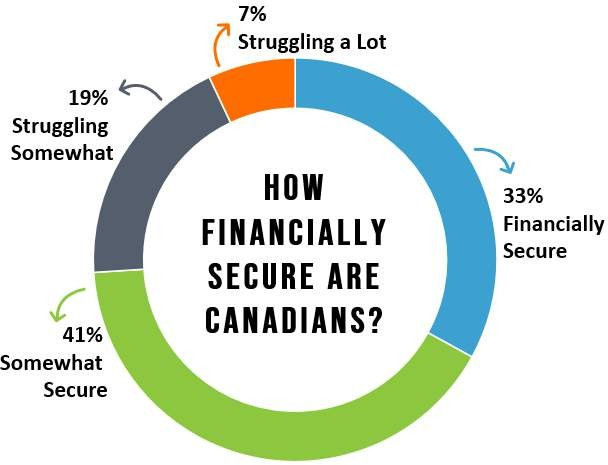 7%
Struggling a Lot
19%
Struggling
Somewhat
HOW
FINANCIALLY
SECURE ARE
CANADIANS?
33%
Financially
Secure
41%
Somewhat
Secure